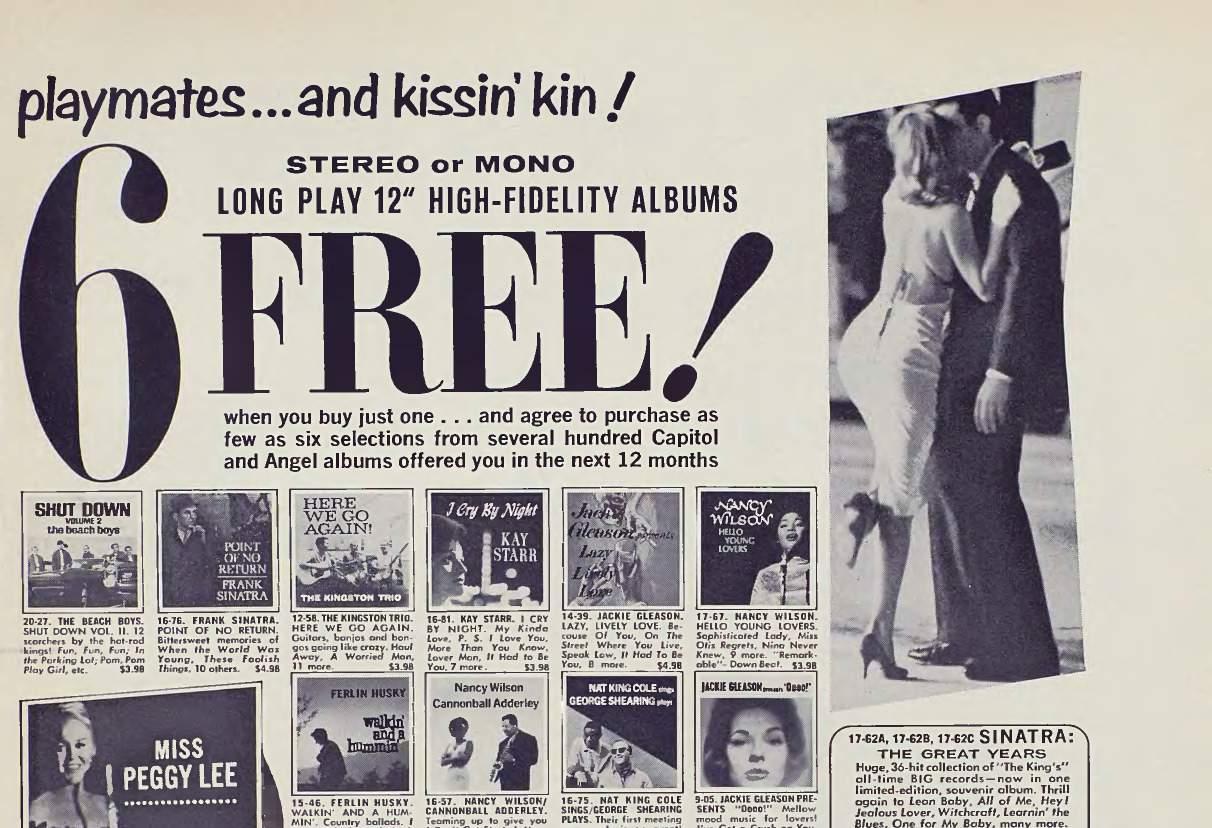 playmates...and kissin' kin!
6
STEREO or MONO
LONG PLAY 12" HIGH-FIDELITY ALBUMS
FREE!
when you buy just one . . . and agree to purchase as
few as six selections from several hundred Capitol
and Angel albums offered you in the next 12 months
SHUT DOWN
VOLUME 2
the beach boys
20-27. THE BEACH BOYS.
SHUT DOWN VOL. II. 12
scorchers by the hot-rod
kings! Fun, Fun, Fun; In
the Parking Lot; Pom, Pom
Play Girl, etc. $3.98
POINT
OF NO
RETURN
FRANK
SINATRA
16-76. FRANK SINATRA.
POINT OF NO RETURN.
Bittersweet memories of
When the World Was
Young, These Foolish
Things, 10 others. $4.98
HERE
WE GO
AGAIN!
THE KINGSTON TRIO
12-58. THE KINGSTON TRIO.
HERE WE GO AGAIN.
Guitars, banjos and bon-
gos going like crazy. Haul
Away, A Worried Man,
11 more. $3.98
I Cry By Night
KAY
STARR
16-81. KAY STARR. I CRY
BY NIGHT. My Kinda
Love, P. S. I Love You,
More Than You Know,
Lover Man, It Had to Be
You, 7 more. $3.98
Jackie
Gleason presents
Lazy
Lively
Love
14-39. JACKIE GLEASON.
LAZY, LIVELY LOVE. Be-
cause Of You, On The
Street Where You Live,
Speak Low, It Had To Be
You, 8 more. $4.98
NANCY
WILSON
HELLO
YOUNG
LOVERS
17-67. NANCY WILSON.
HELLO YOUNG LOVERS.
Sophisticated Lady, Miss
Otis Regrets, Nina Never
Knew, 9 more. "Remark-
able"- Down Beat. $3.98
MISS
PEGGY LEE
FERLIN HUSKY
walkin'
and a
hummin'
15-46. FERLIN HUSKY.
WALKIN' AND A HUM-
MIN'. Country ballads. I
Nancy Wilson
Cannonball Adderley
16-57. NANCY WILSON/
CANNONBALL ADDERLEY.
Teaming up to give you
NAT KING COLE sings
GEORGE SHEARING plays
16-75. NAT KING COLE
SINGS/GEORGE SHEARING
PLAYS. Their first meeting
JACKIE GLEASON presents "Oooo!"
9-05. JACKIE GLEASON PRE-
SENTS "Oooo!" Mellow
mood music for lovers!
17-62A, 17-62B, 17-62C SINATRA:
THE GREAT YEARS
Huge, 36-hit collection of "The King's"
all-time BIG records—now in one
limited-edition, souvenir album. Thrill
again to Lean Baby, All of Me, Hey!
Jealous Lover, Witchcraft, Learnin' the
Blues, One for My Baby, many more.